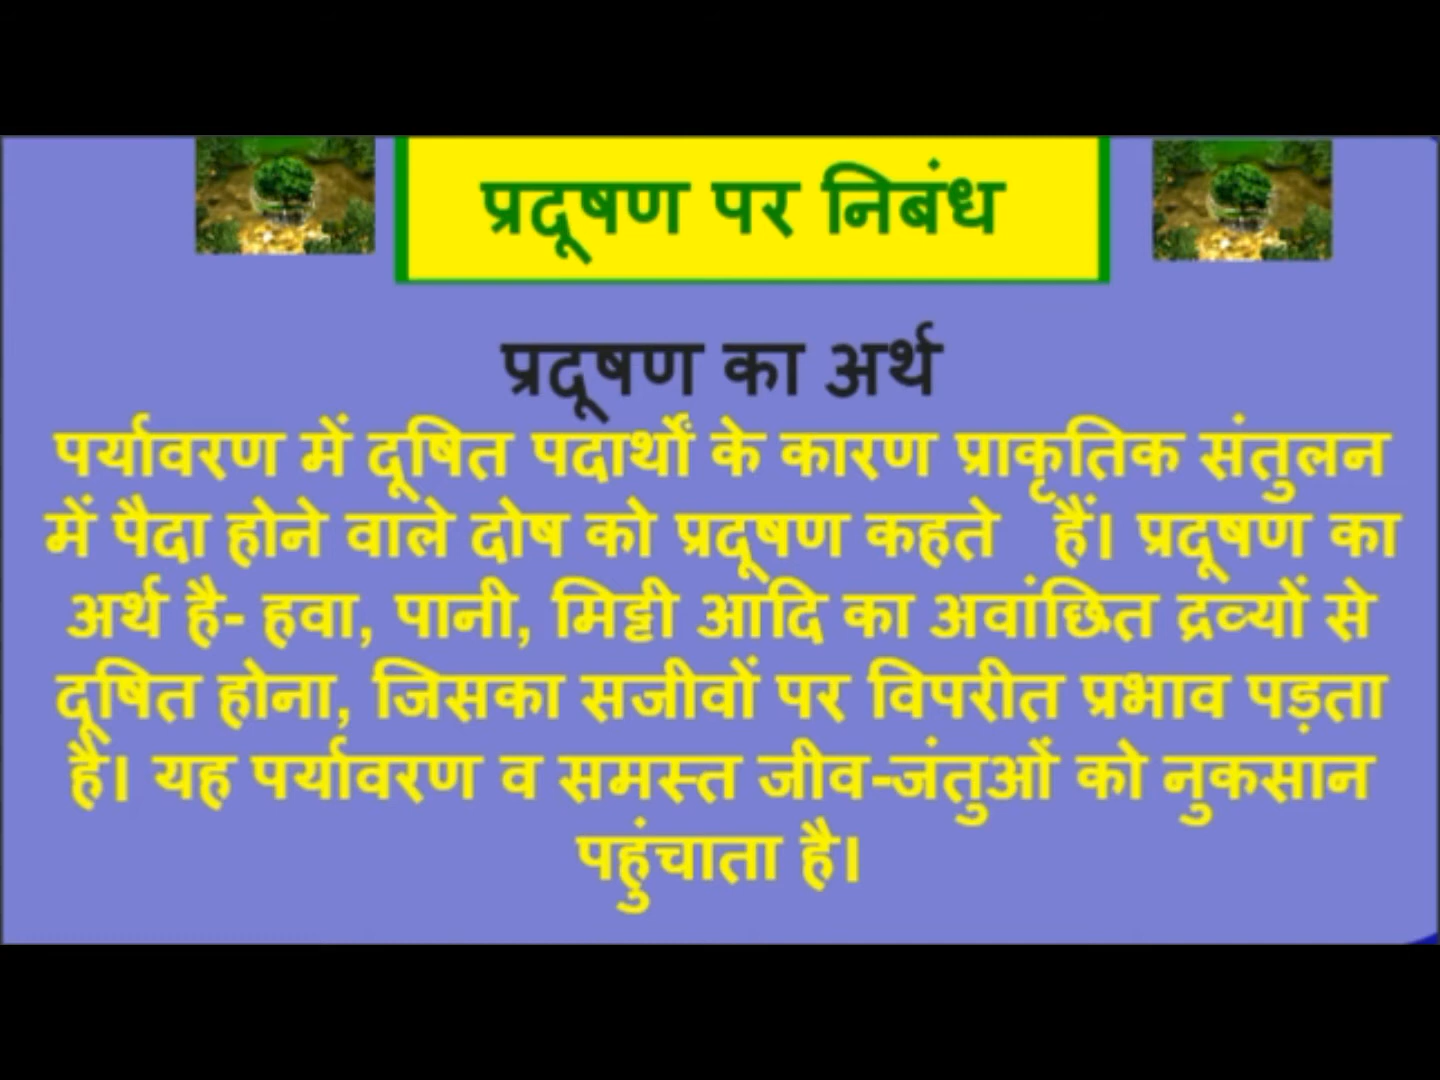 प्रदूषण पर निबंध
प्रदूषण का अर्थ
पर्यावरण में दूषित पदार्थों के कारण प्राकृतिक संतुलन
में पैदा होने वाले दोष को प्रदूषण कहते हैं। प्रदूषण का
अर्थ है- हवा, पानी, मिट्टी आदि का अवांछित द्रव्यों से
दूषित होना, जिसका सजीवों पर विपरीत प्रभाव पड़ता
है। यह पर्यावरण व समस्त जीव-जंतुओं को नुकसान
पहुंचाता है।